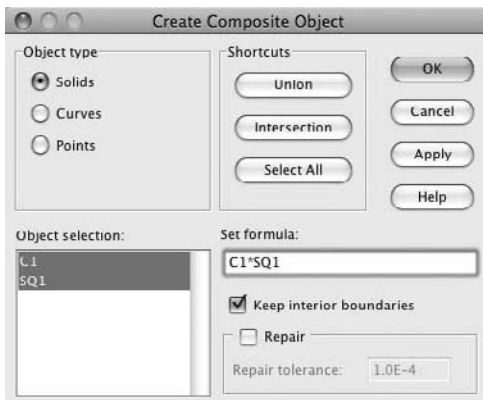 Create Composite Object
Object type
Solids
Curves
Points
Shortcuts
Union
Intersection
Select All
OK
Cancel
Apply
Help
Object selection:
C1
SQ1
Set formula:
C1*SQ1
Keep interior boundaries
Repair
Repair tolerance:
1.0E-4